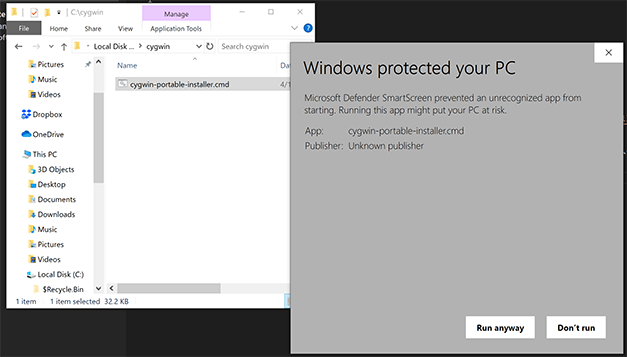 C:\cygwin
Manage
File
Home
Share
View
Application Tools
Local Disk ...
cygwin
Search cygwin
Name
Pictures
cygwin-portable-installer.cmd
4/1
Music
Videos
Dropbox
OneDrive
This PC
3D Objects
Desktop
Documents
Downloads
Music
Pictures
Videos
Local Disk (C:)
$Recycle.Bin
1 item
1 item selected 32.2 KB
Windows protected your PC
Microsoft Defender SmartScreen prevented an unrecognized app from
starting. Running this app might put your PC at risk.
App: cygwin-portable-installer.cmd
Publisher: Unknown publisher
Run anyway
Don't run